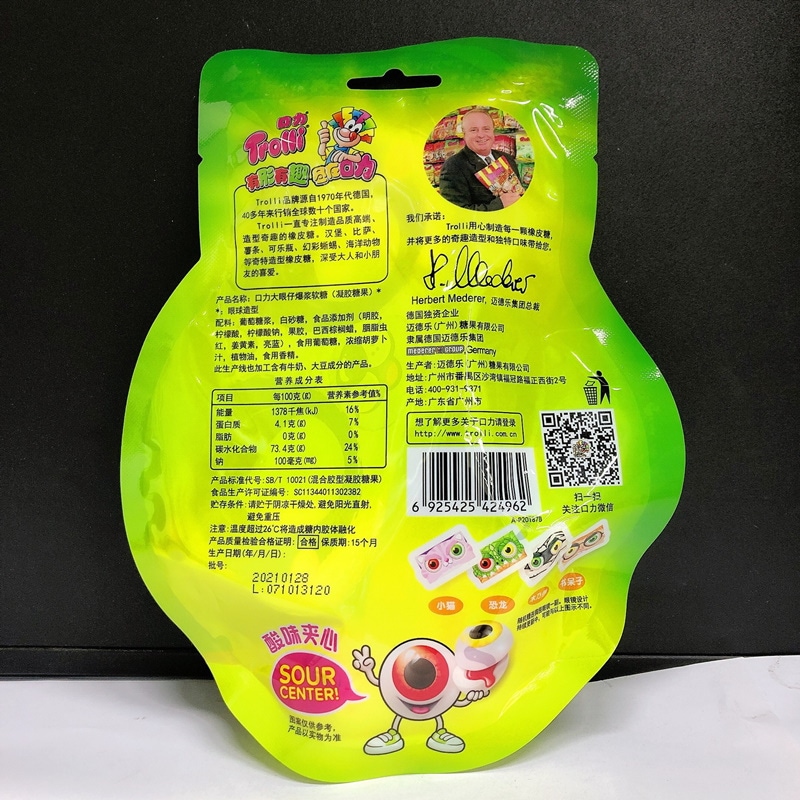 口力
Trolli
有形有趣 尽在口力
Trolli品牌源自1970年代德国,
40多年来行销全球数十个国家。
Trolli一直专注制造品质高端、
造型奇趣的橡皮糖。汉堡、比萨、
薯条、可乐瓶、幻彩蜥蜴、海洋动物
等奇特造型橡皮糖,深受大人和小朋
友的喜爱。
产品名称:口力大眼仔爆浆软糖(凝胶糖果)*
*:眼球造型
配料:葡萄糖浆,白砂糖,食品添加剂(明胶,
柠檬酸,柠檬酸钠,果胶,巴西棕榈蜡,胭脂虫
红,姜黄素,亮蓝),食用葡萄糖,浓缩胡萝卜
汁,植物油,食用香精。
此生产线也加工含有牛奶、大豆成分的产品。
营养成分表
项目 每100克(g) 营养素参考值%
能量 1378千焦(kJ) 16%
蛋白质 4.1克(g) 7%
脂肪 0克(g) 0%
碳水化合物 73.4克(g) 24%
钠 100毫克(mg) 5%
产品标准代号:SB/T 10021(混合胶型凝胶糖果)
食品生产许可证编号: SC11344011302382
贮存条件:请贮于阴凉干燥处,避免阳光直射,
避免重压
注意:温度超过26℃将造成糖内胶体融化
产品质量检验合格证明: 合格 保质期:15个月
生产日期(年/月/日):
批号:
20210128
L:071013120
酸味夹心
SOUR
CENTER!
图案仅供参考,
产品以实物为准
我们承诺:
Trolli用心制造每一颗橡皮糖,
并将更多的奇趣造型和独特口味带给您。
H. Mederer
Herbert Mederer, 迈德乐集团总裁
德国独资企业
迈德乐(广州)糖果有限公司
隶属德国迈德乐集团
mederer group, Germany
生产者:迈德乐(广州)糖果有限公司
地址:广州市番禺区沙湾镇福冠路福正西街2号
电话:400-931-6371
产地:广东省广州市
想了解更多关于口力请登录
http://www.trolli.com.cn
扫一扫
关注口力微信
6 925425 424962
A-P20187B
小猫
恐龙
书呆子